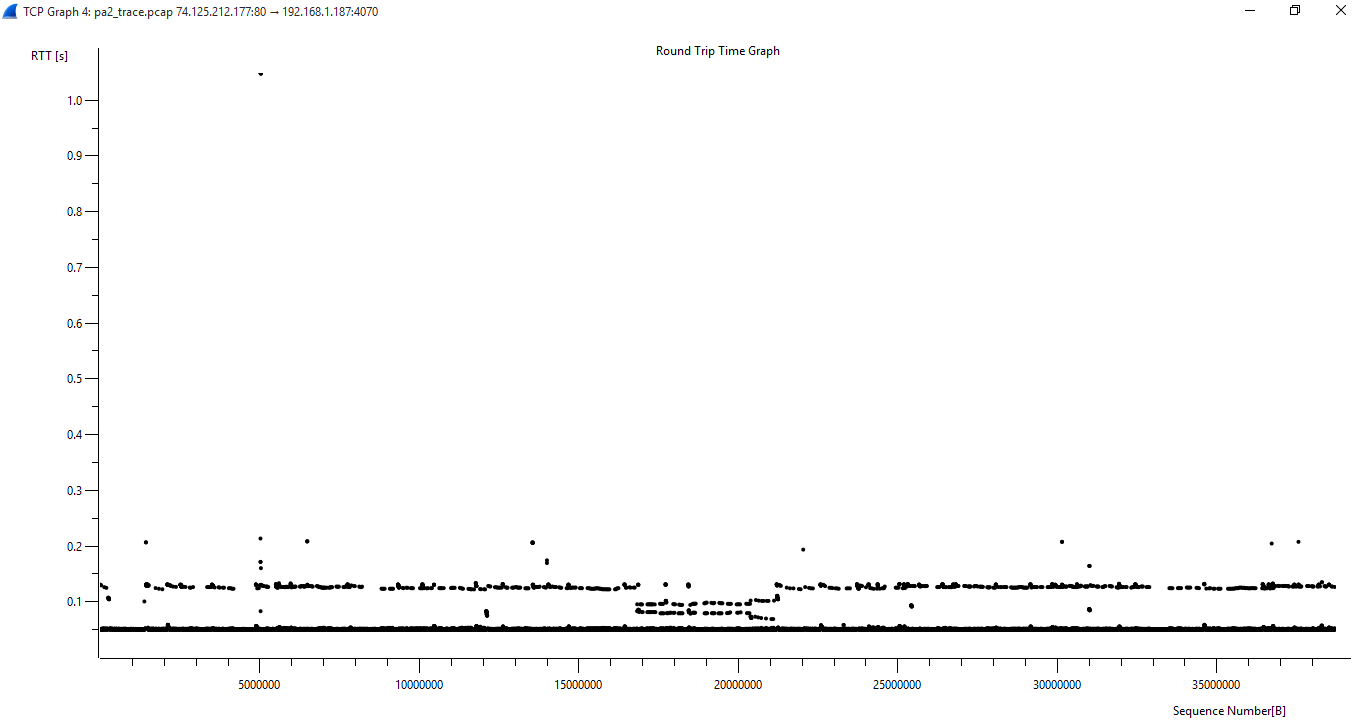 TCP Graph 4: pa2_trace.pcap 74.125.212.177:80 → 192.168.1.187:4070
Round Trip Time Graph
RTT [s]
1.0
0.9
0.8
0.7
0.6
0.5
0.4
0.3
0.2
0.1
5000000 10000000 15000000 20000000 25000000 30000000 35000000
Sequence Number[B]